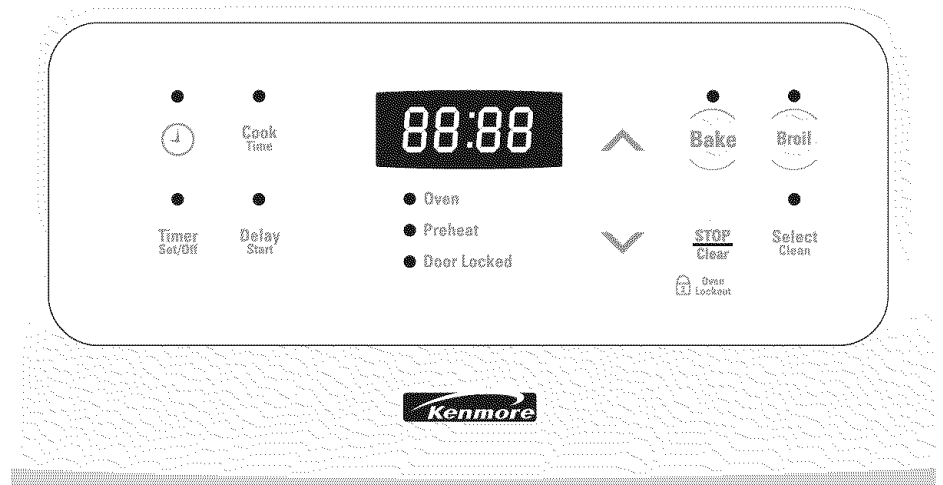 88:88
Cook
Time
Bake
Broil
Oven
Timer
Set/Off
Delay
Start
Preheat
STOP
Clear
Select
Clean
Door Locked
3
Oven
Lockout
Kenmore